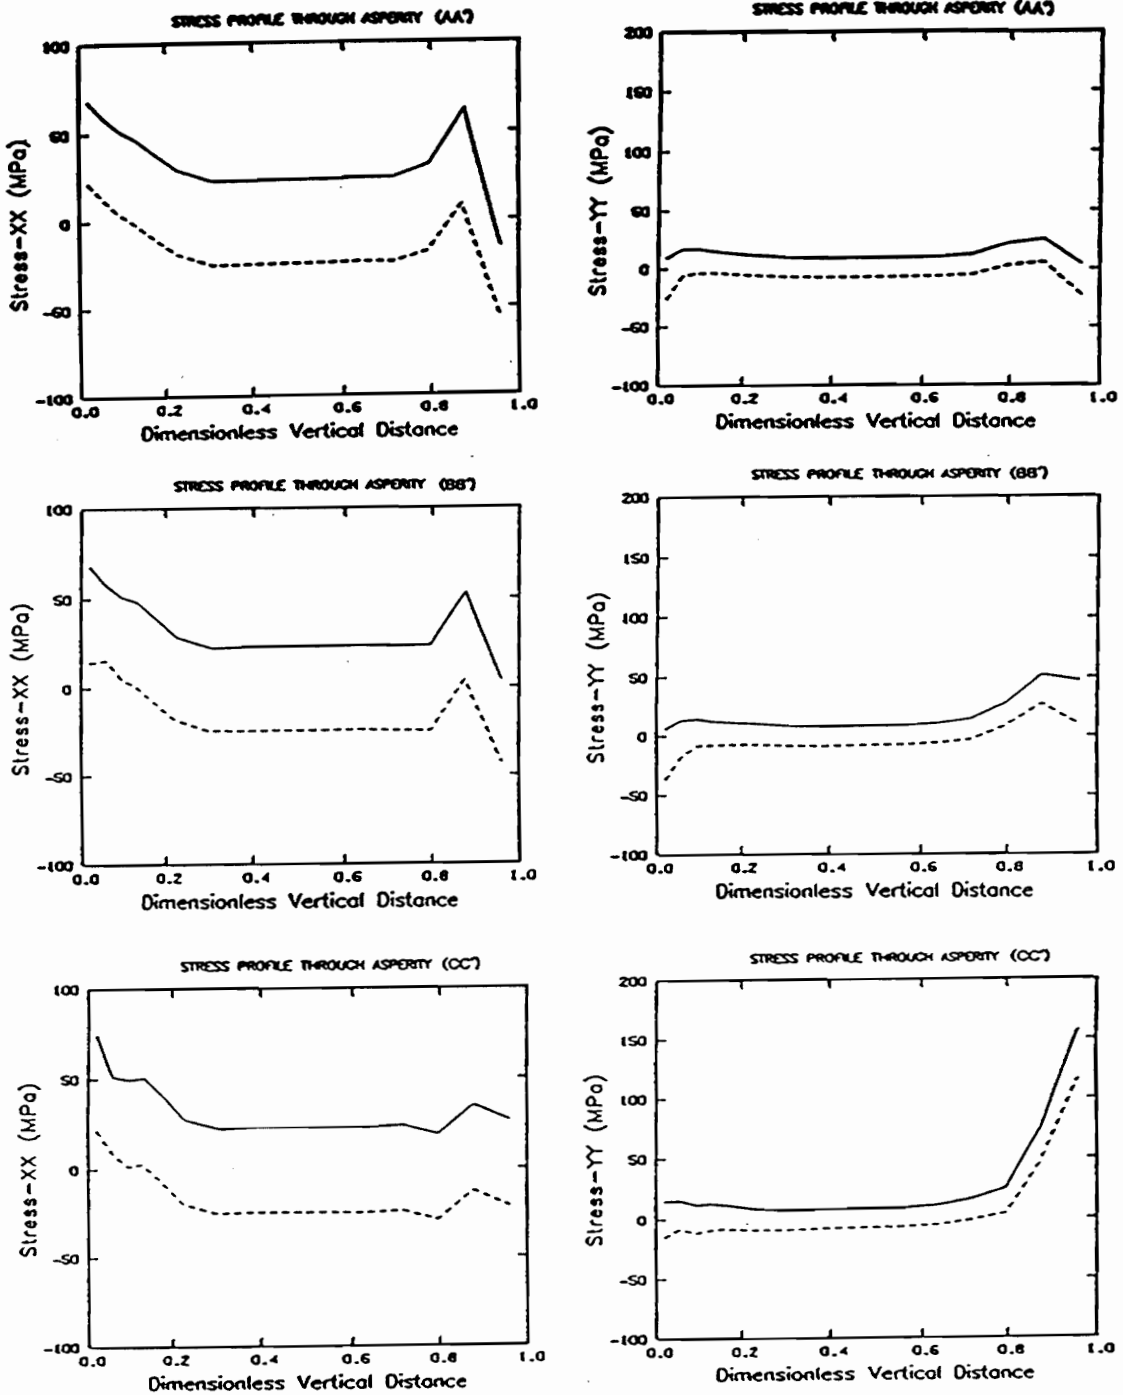 STRESS PROFILE THROUGH ASPERITY (AA')
100
50
0
-50
-100
0.0 0.2 0.4 0.6 0.8 1.0
Stress-XX (MPa)
Dimensionless Vertical Distance
STRESS PROFILE THROUGH ASPERITY (AA')
200
150
100
50
0
-50
-100
0.0 0.2 0.4 0.6 0.8 1.0
Stress-YY (MPa)
Dimensionless Vertical Distance
STRESS PROFILE THROUGH ASPERITY (BB')
100
50
0
-50
-100
0.0 0.2 0.4 0.6 0.8 1.0
Stress-XX (MPa)
Dimensionless Vertical Distance
STRESS PROFILE THROUGH ASPERITY (BB')
200
150
100
50
0
-50
-100
0.0 0.2 0.4 0.6 0.8 1.0
Stress-YY (MPa)
Dimensionless Vertical Distance
STRESS PROFILE THROUGH ASPERITY (CC')
100
50
0
-50
-100
0.0 0.2 0.4 0.6 0.8 1.0
Stress-XX (MPa)
Dimensionless Vertical Distance
STRESS PROFILE THROUGH ASPERITY (CC')
200
150
100
50
0
-50
-100
0.0 0.2 0.4 0.6 0.8 1.0
Stress-YY (MPa)
Dimensionless Vertical Distance